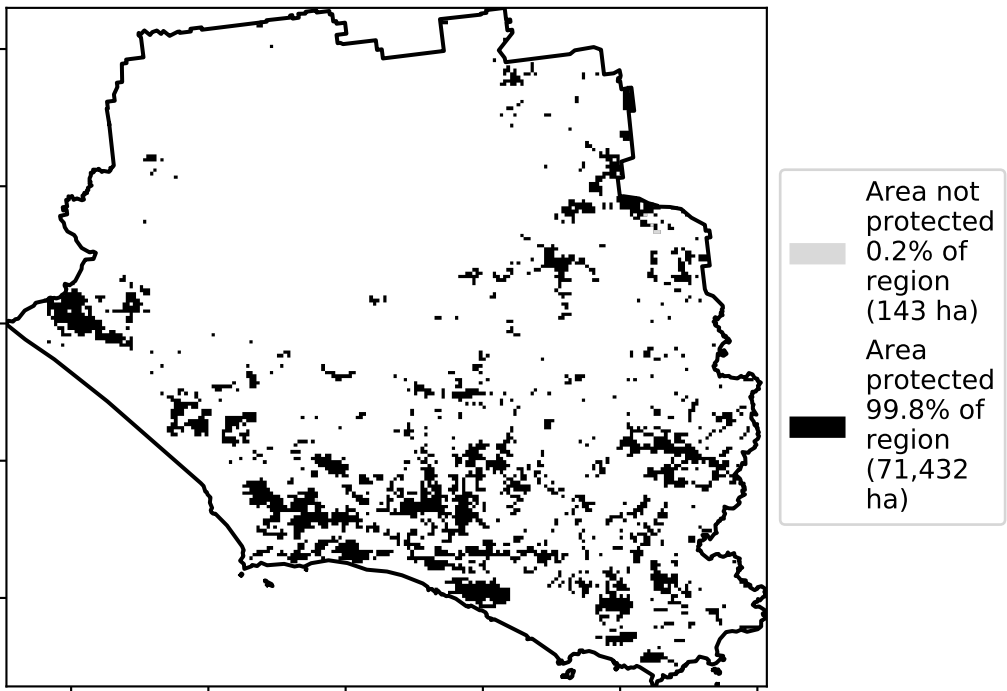 Area not
protected
0.2% of
region
(143 ha)
Area
protected
99.8% of
region
(71,432
ha)